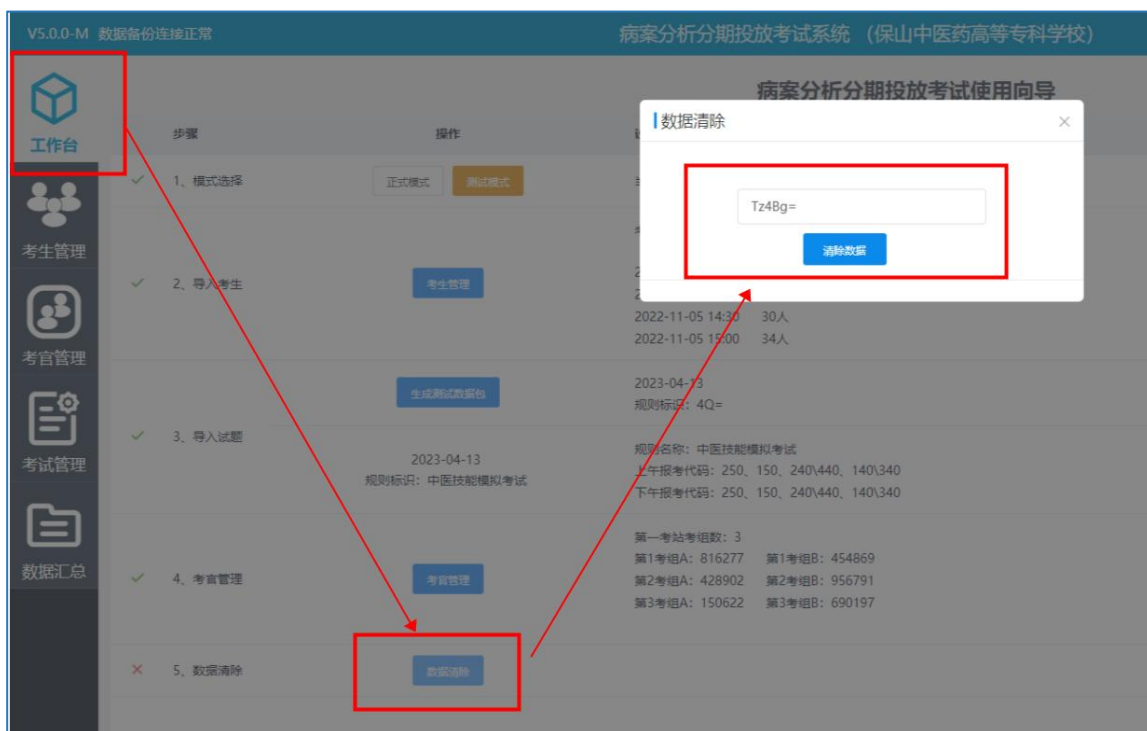 V5.0.0-M 数据备份连接正常
病案分析分期投放考试系统 （保山中医药高等专科学校）
工作台
考生管理
考官管理
考试管理
数据汇总
病案分析分期投放考试使用向导
步骤
操作
1、模式选择
正式模式
测试模式
2、导入考生
考生管理
2022-11-05 14:30 30人
2022-11-05 15:00 34人
3、导入试题
生成测试数据包
2023-04-13
规则标识：4Q=
2023-04-13
规则标识：中医技能模拟考试
规则名称：中医技能模拟考试
上午报考代码：250、150、240\440、140\340
下午报考代码：250、150、240\440、140\340
4、考官管理
考官管理
第一考站考组数：3
第1考组A：816277 第1考组B：454869
第2考组A：428902 第2考组B：956791
第3考组A：150622 第3考组B：690197
5、数据清除
数据清除
数据清除
Tz4Bg=
清除数据